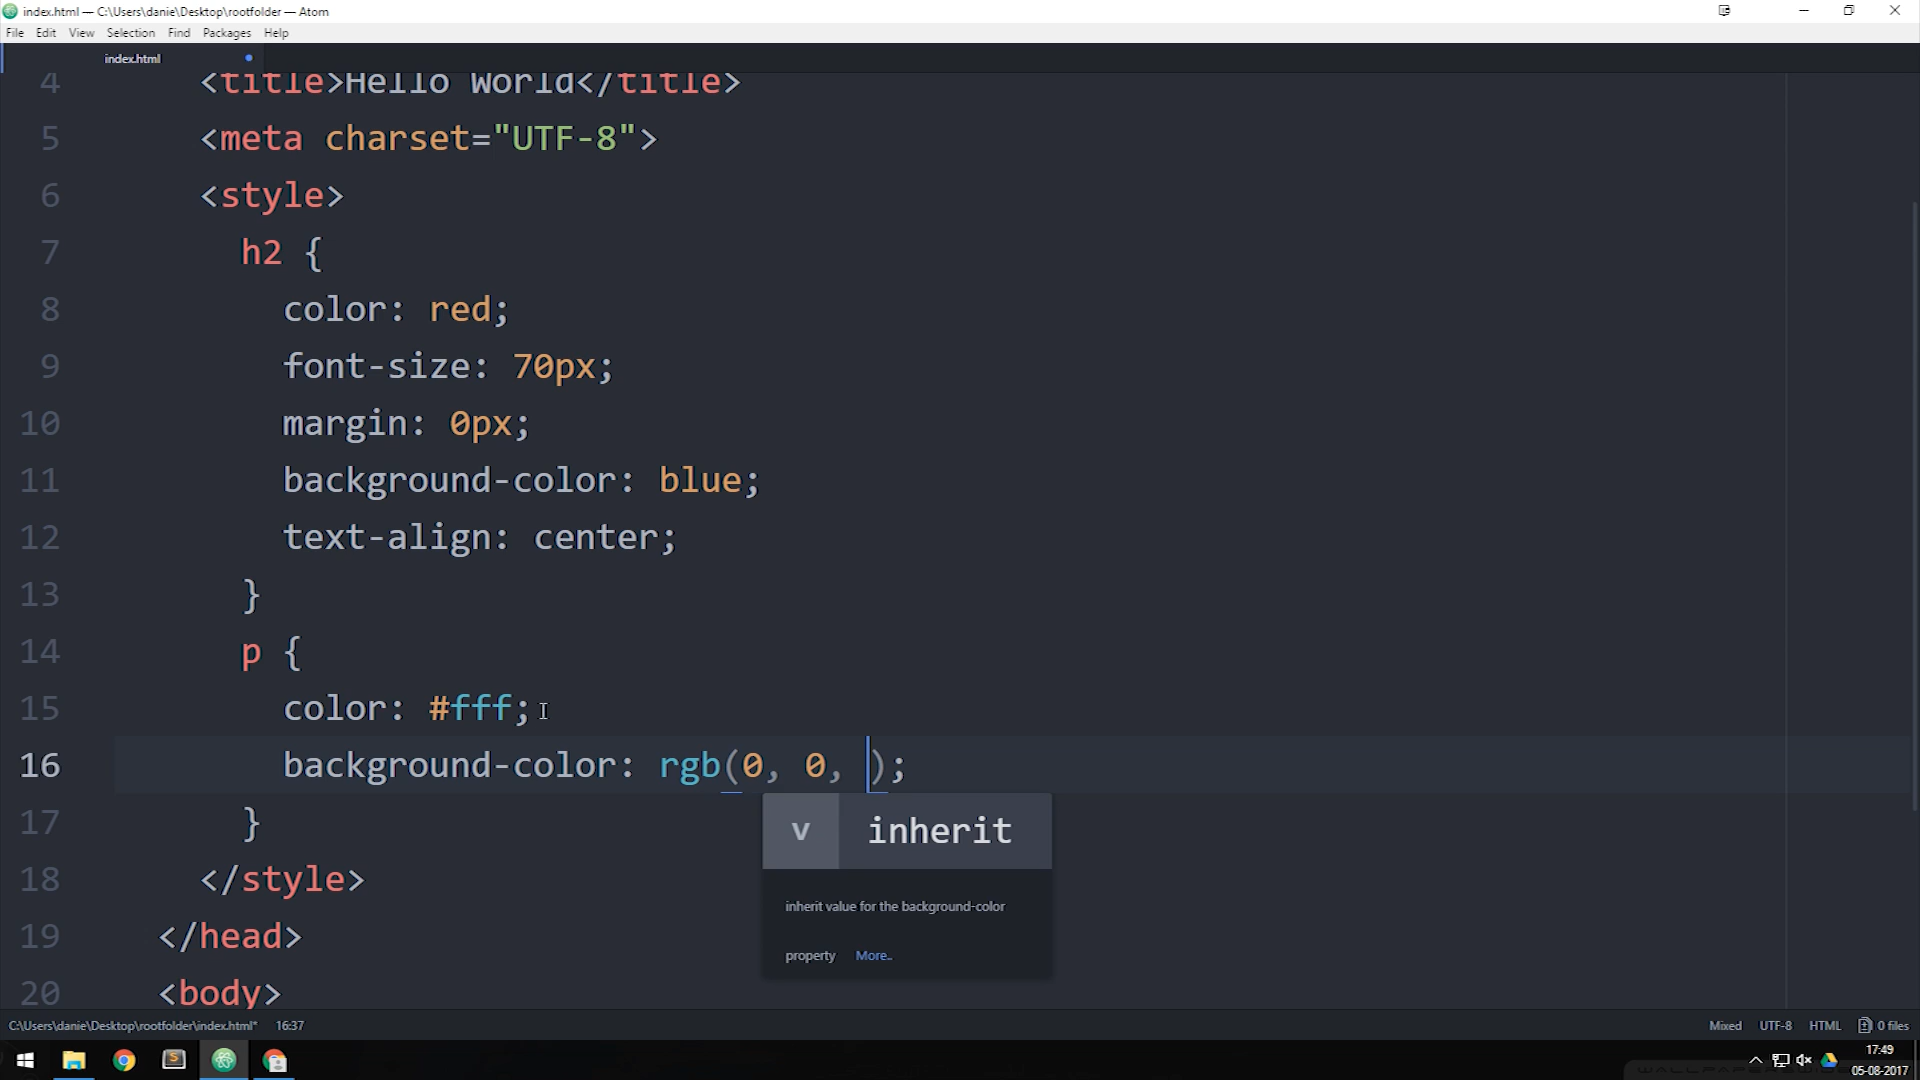 index.html — C:\Users\danie\Desktop\rootfolder — Atom
File Edit View Selection Find Packages Help
index.html
4 <title>Hello World</title>
5 <meta charset="UTF-8">
6 <style>
7 h2 {
8 color: red;
9 font-size: 70px;
10 margin: 0px;
11 background-color: blue;
12 text-align: center;
13 }
14 p {
15 color: #fff;
16 background-color: rgb(0, 0, );
v inherit
17 }
inherit value for the background-color
property More..
18 </style>
19 </head>
20 <body>
C:\Users\danie\Desktop\rootfolder\index.html* 16:37 Mixed UTF-8 HTML 0 files
17:49
05-08-2017